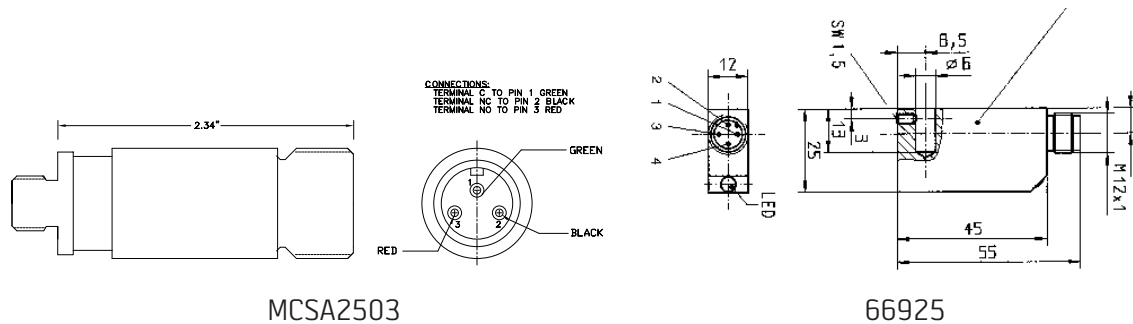 CONNECTIONS:
TERMINAL C TO PIN 1 GREEN
TERMINAL NC TO PIN 2 BLACK
TERMINAL NO TO PIN 3 RED
2.34"
GREEN
1
3
2
RED
BLACK
MCSA2503
12
2
1
3
4
LED
SW1,5
8,5
ø6
25
13
3
M12x1
45
55
66925